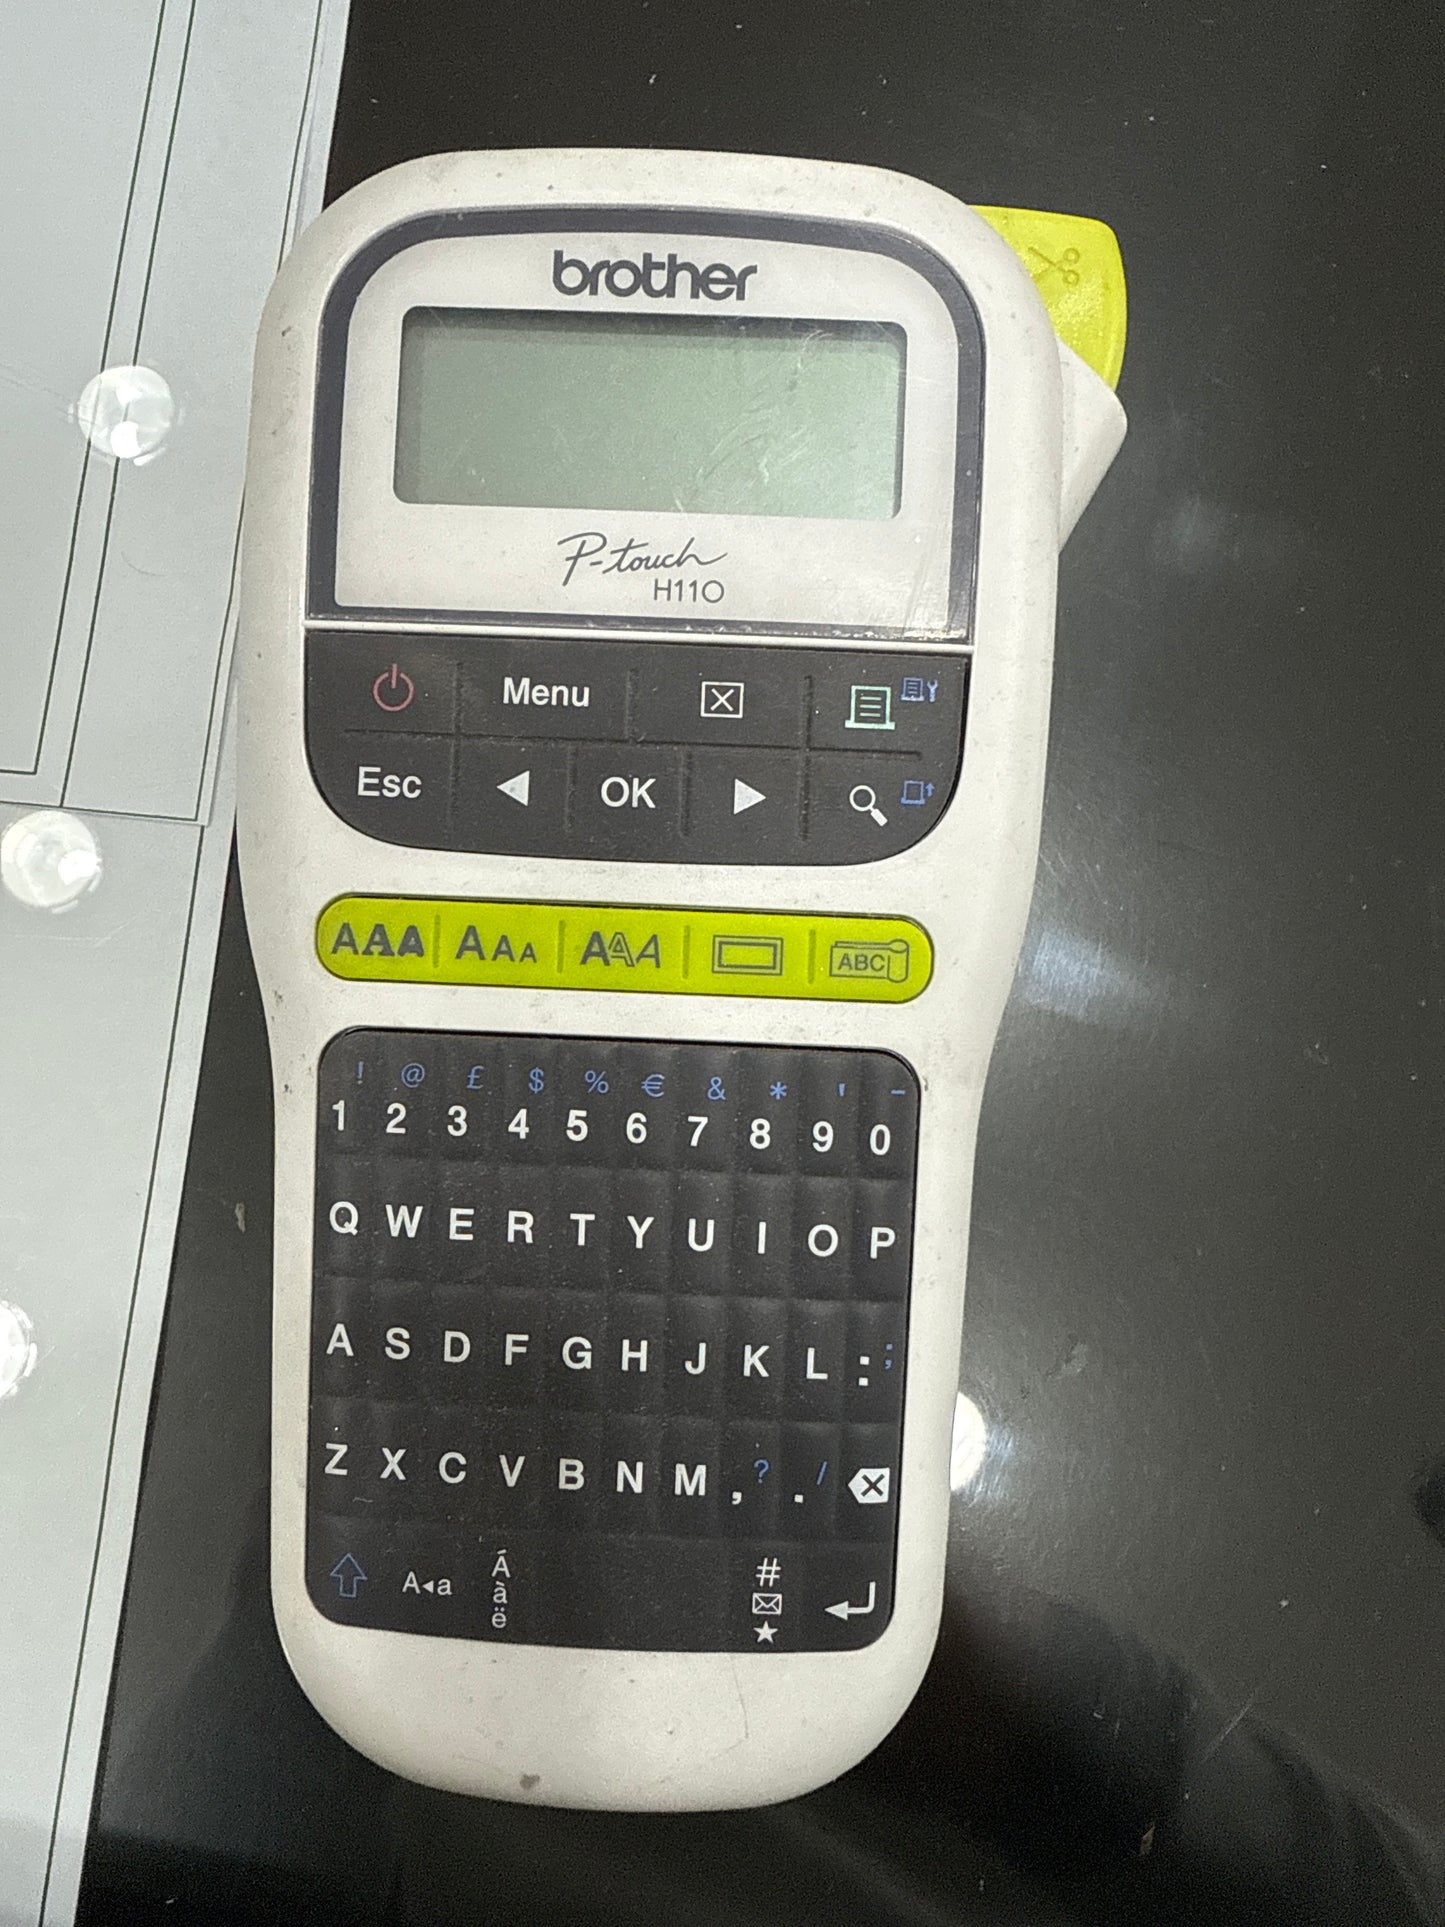 brother
P-touch
H110
Menu
Esc OK
AAA AAA AAA ABC
! @ £ $ % € & * ' -
1 2 3 4 5 6 7 8 9 0
Q W E R T Y U I O P
A S D F G H J K L : ;
Z X C V B N M , ? . /
A◂a Á à ë #